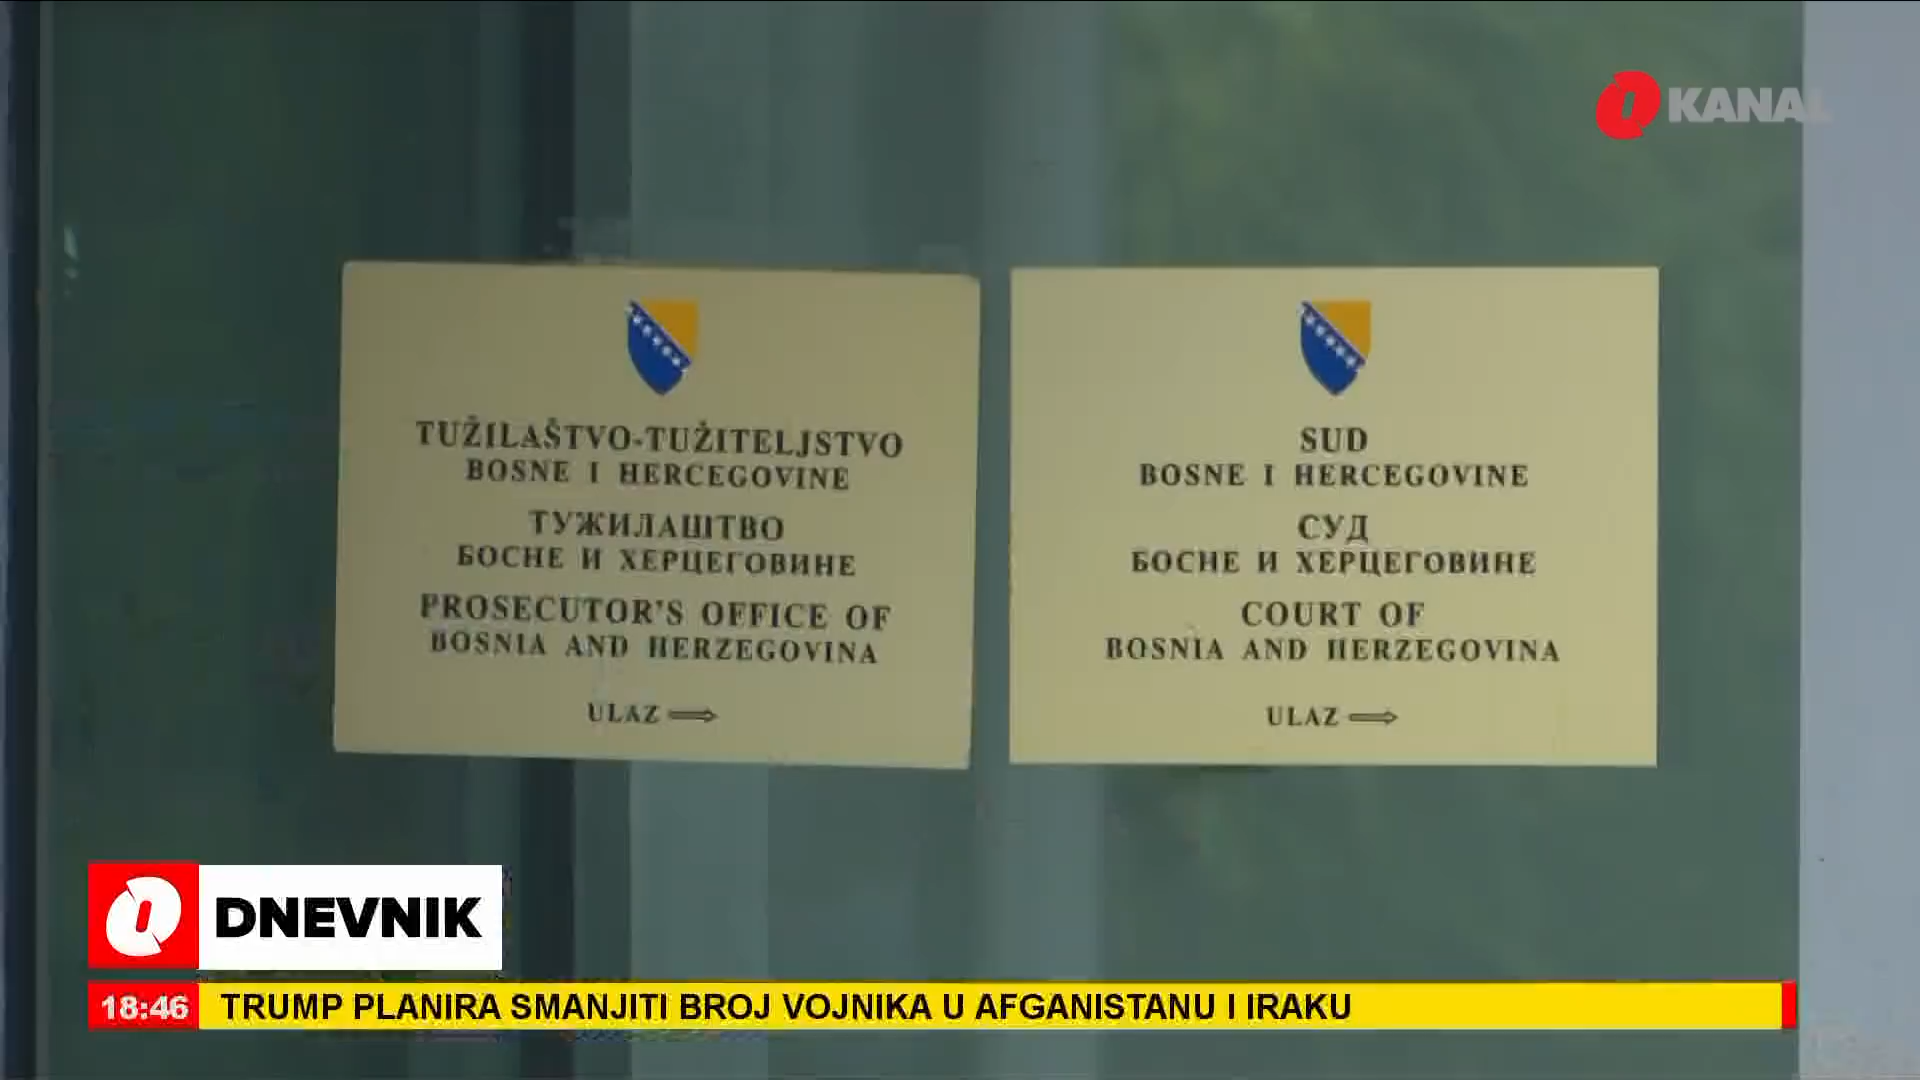 KANAL
TUŽILAŠTVO-TUŽITELJSTVO
BOSNE I HERCEGOVINE
ТУЖИЛАШТВО
БОСНЕ И ХЕРЦЕГОВИНЕ
PROSECUTOR'S OFFICE OF
BOSNIA AND HERZEGOVINA
ULAZ
SUD
BOSNE I HERCEGOVINE
СУД
БОСНЕ И ХЕРЦЕГОВИНЕ
COURT OF
BOSNIA AND HERZEGOVINA
ULAZ
DNEVNIK
18:46 TRUMP PLANIRA SMANJITI BROJ VOJNIKA U AFGANISTANU I IRAKU